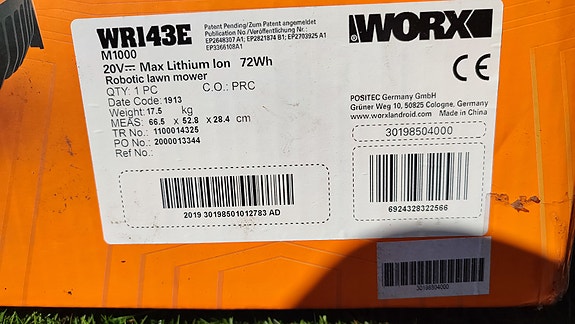 WR143E
M1000
20V⎓ Max Lithium Ion 72Wh
Robotic lawn mower
QTY: 1 PC C.O.: PRC
Date Code: 1913
Weight: 17.5 kg
MEAS: 66.5 x 52.8 x 28.4 cm
TR No.: 1100014325
PO No.: 2000013344
Ref No.:
2019 30198501012783 AD
Patent Pending/Zum Patent angemeldet
Publication No /Veröffentlichung Nr.:
EP2648307 A1; EP2821874 B1; EP2703925 A1
EP3366108A1
WORX
CE
POSITEC Germany GmbH
Grüner Weg 10, 50825 Cologne, Germany
www.worxlandroid.com Made in China
30198504000
6924328322566
30198504000